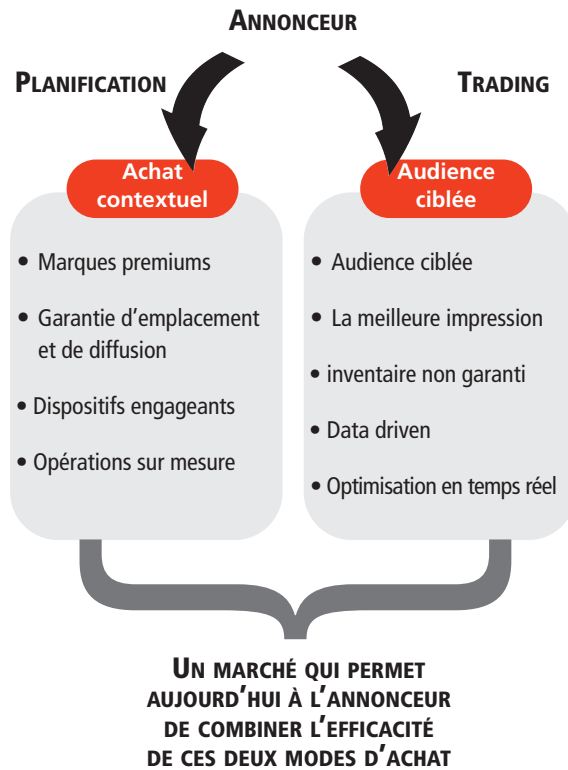 ANNONCEUR
PLANIFICATION
TRADING
Achat
contextuel
• Marques premiums
• Garantie d’emplacement
et de diffusion
• Dispositifs engageants
• Opérations sur mesure
Audience
ciblée
• Audience ciblée
• La meilleure impression
• inventaire non garanti
• Data driven
• Optimisation en temps réel
UN MARCHÉ QUI PERMET
AUJOURD’HUI À L’ANNONCEUR
DE COMBINER L’EFFICACITÉ
DE CES DEUX MODES D’ACHAT